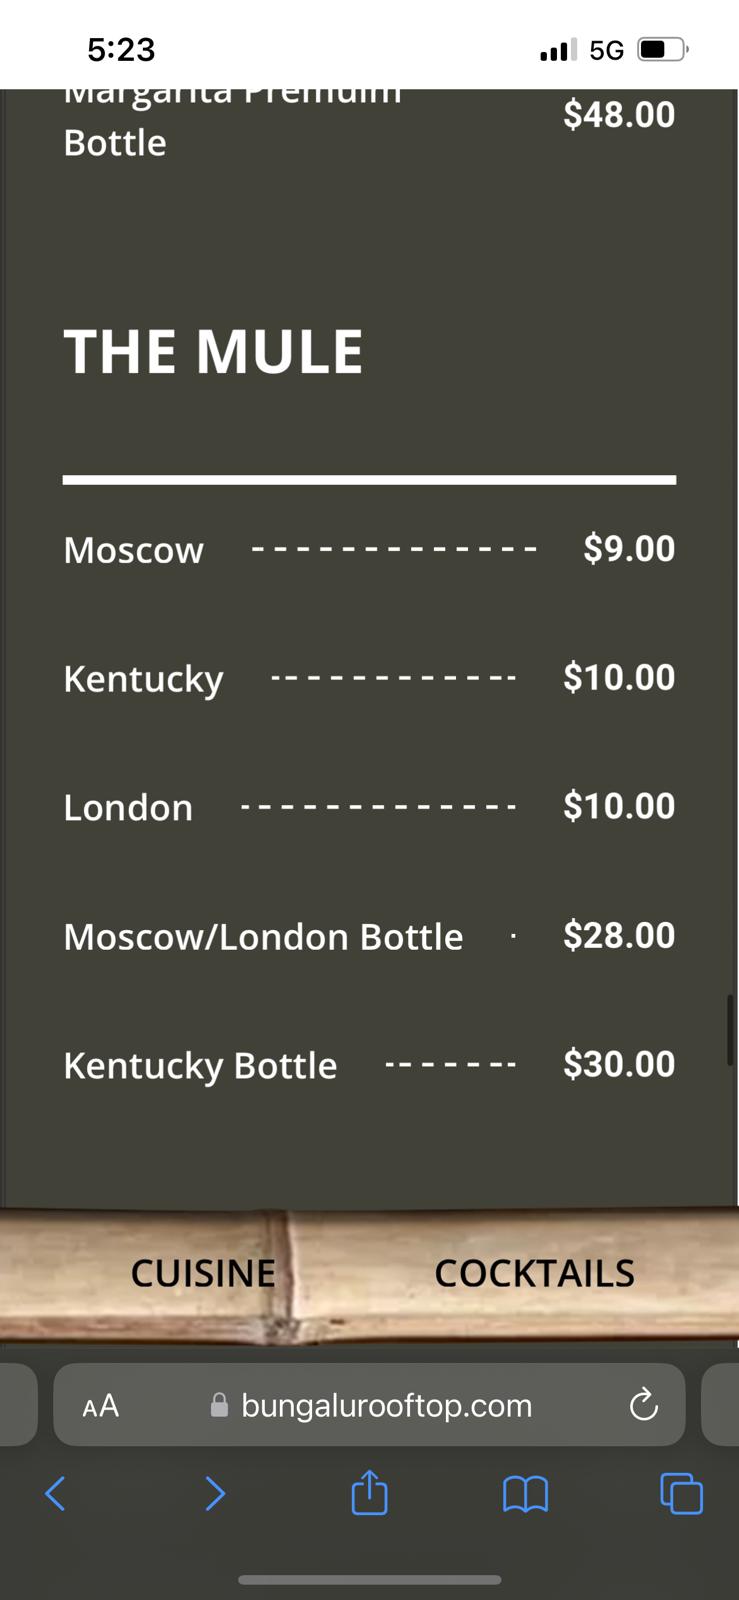 5:23 5G
Margarita Premuim
Bottle $48.00
THE MULE
Moscow ------------- $9.00
Kentucky ------------ $10.00
London ------------- $10.00
Moscow/London Bottle - $28.00
Kentucky Bottle ------- $30.00
CUISINE COCKTAILS
AA bungalurooftop.com